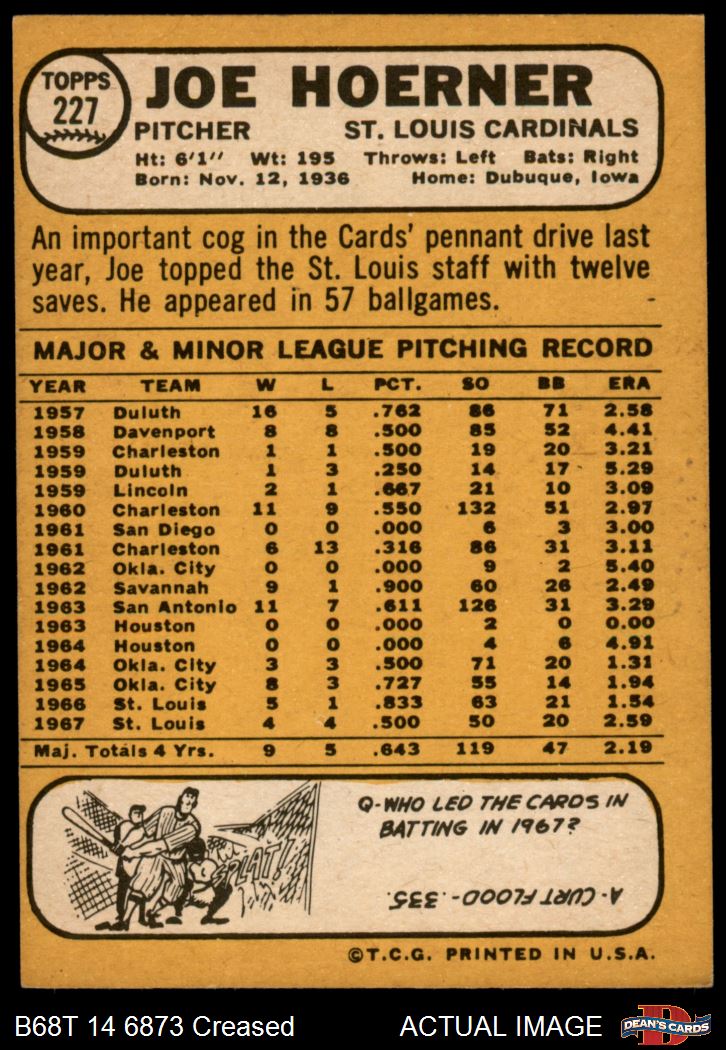 TOPPS
227
JOE HOERNER
PITCHER ST. LOUIS CARDINALS
Ht: 6'1" Wt: 195 Throws: Left Bats: Right
Born: Nov. 12, 1936 Home: Dubuque, Iowa
An important cog in the Cards' pennant drive last
year, Joe topped the St. Louis staff with twelve
saves. He appeared in 57 ballgames.
MAJOR & MINOR LEAGUE PITCHING RECORD
YEAR TEAM W L PCT. SO BB ERA
1957 Duluth 16 5 .762 86 71 2.58
1958 Davenport 8 8 .500 85 52 4.41
1959 Charleston 1 1 .500 19 20 3.21
1959 Duluth 1 3 .250 14 17 5.29
1959 Lincoln 2 1 .667 21 10 3.09
1960 Charleston 11 9 .550 132 51 2.97
1961 San Diego 0 0 .000 6 3 3.00
1961 Charleston 6 13 .316 86 31 3.11
1962 Okla. City 0 0 .000 9 2 5.40
1962 Savannah 9 1 .900 60 26 2.49
1963 San Antonio 11 7 .611 126 31 3.29
1963 Houston 0 0 .000 2 0 0.00
1964 Houston 0 0 .000 4 6 4.91
1964 Okla. City 3 3 .500 71 20 1.31
1965 Okla. City 8 3 .727 55 14 1.94
1966 St. Louis 5 1 .833 63 21 1.54
1967 St. Louis 4 4 .500 50 20 2.59
Maj. Totals 4 Yrs. 9 5 .643 119 47 2.19
SPLAT!
Q-WHO LED THE CARDS IN
BATTING IN 1967?
A-CURT FLOOD-.335.
©T.C.G. PRINTED IN U.S.A.
B68T 14 6873 Creased ACTUAL IMAGE
D
DEAN'S CARDS